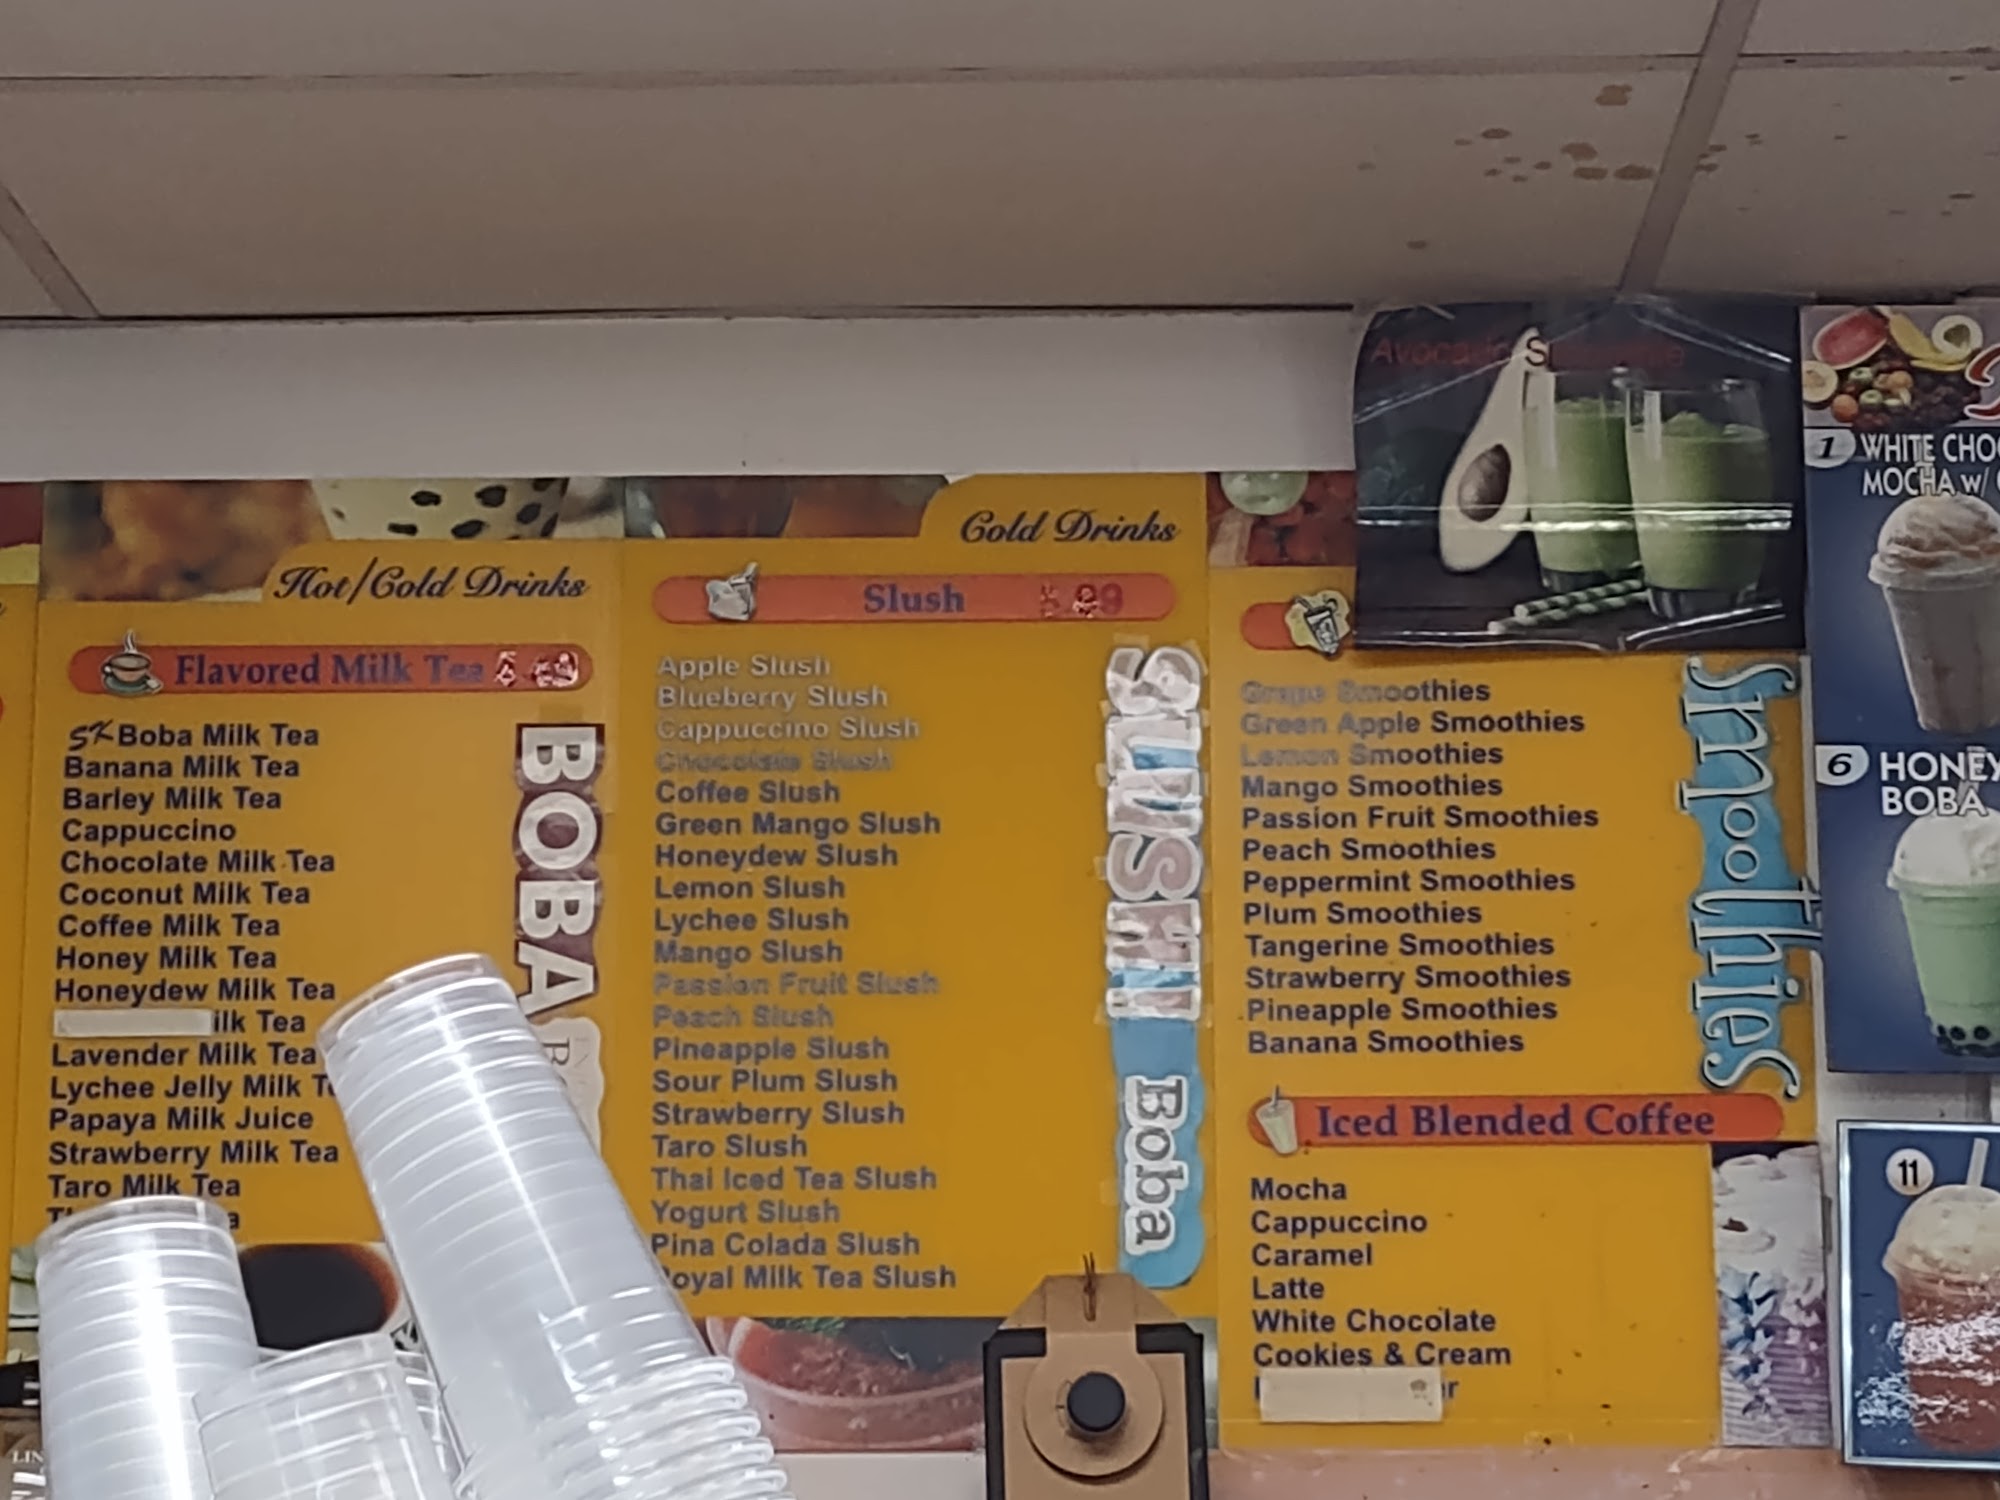 Hot/Cold Drinks
Flavored Milk Tea
Boba Milk Tea
Banana Milk Tea
Barley Milk Tea
Cappuccino
Chocolate Milk Tea
Coconut Milk Tea
Coffee Milk Tea
Honey Milk Tea
Honeydew Milk Tea
Tea
Lavender Milk Tea
Lychee Jelly Milk
Papaya Milk Juice
Strawberry Milk Tea
Taro Milk Tea
BOBA
Cold Drinks
Slush
Apple Slush
Blueberry Slush
Cappuccino Slush
Chocolate Slush
Coffee Slush
Green Mango Slush
Honeydew Slush
Lemon Slush
Lychee Slush
Mango Slush
Passion Fruit Slush
Peach Slush
Pineapple Slush
Sour Plum Slush
Strawberry Slush
Taro Slush
Thai Iced Tea Slush
Yogurt Slush
Pina Colada Slush
Milk Tea Slush
Boba
Avocado
Grape Smoothies
Green Apple Smoothies
Lemon Smoothies
Mango Smoothies
Passion Fruit Smoothies
Peach Smoothies
Peppermint Smoothies
Plum Smoothies
Tangerine Smoothies
Strawberry Smoothies
Pineapple Smoothies
Banana Smoothies
Smoothies
Iced Blended Coffee
Mocha
Cappuccino
Caramel
Latte
White Chocolate
Cookies & Cream
1 WHITE
MOCHA w/
6 HONEY
BOBA
11